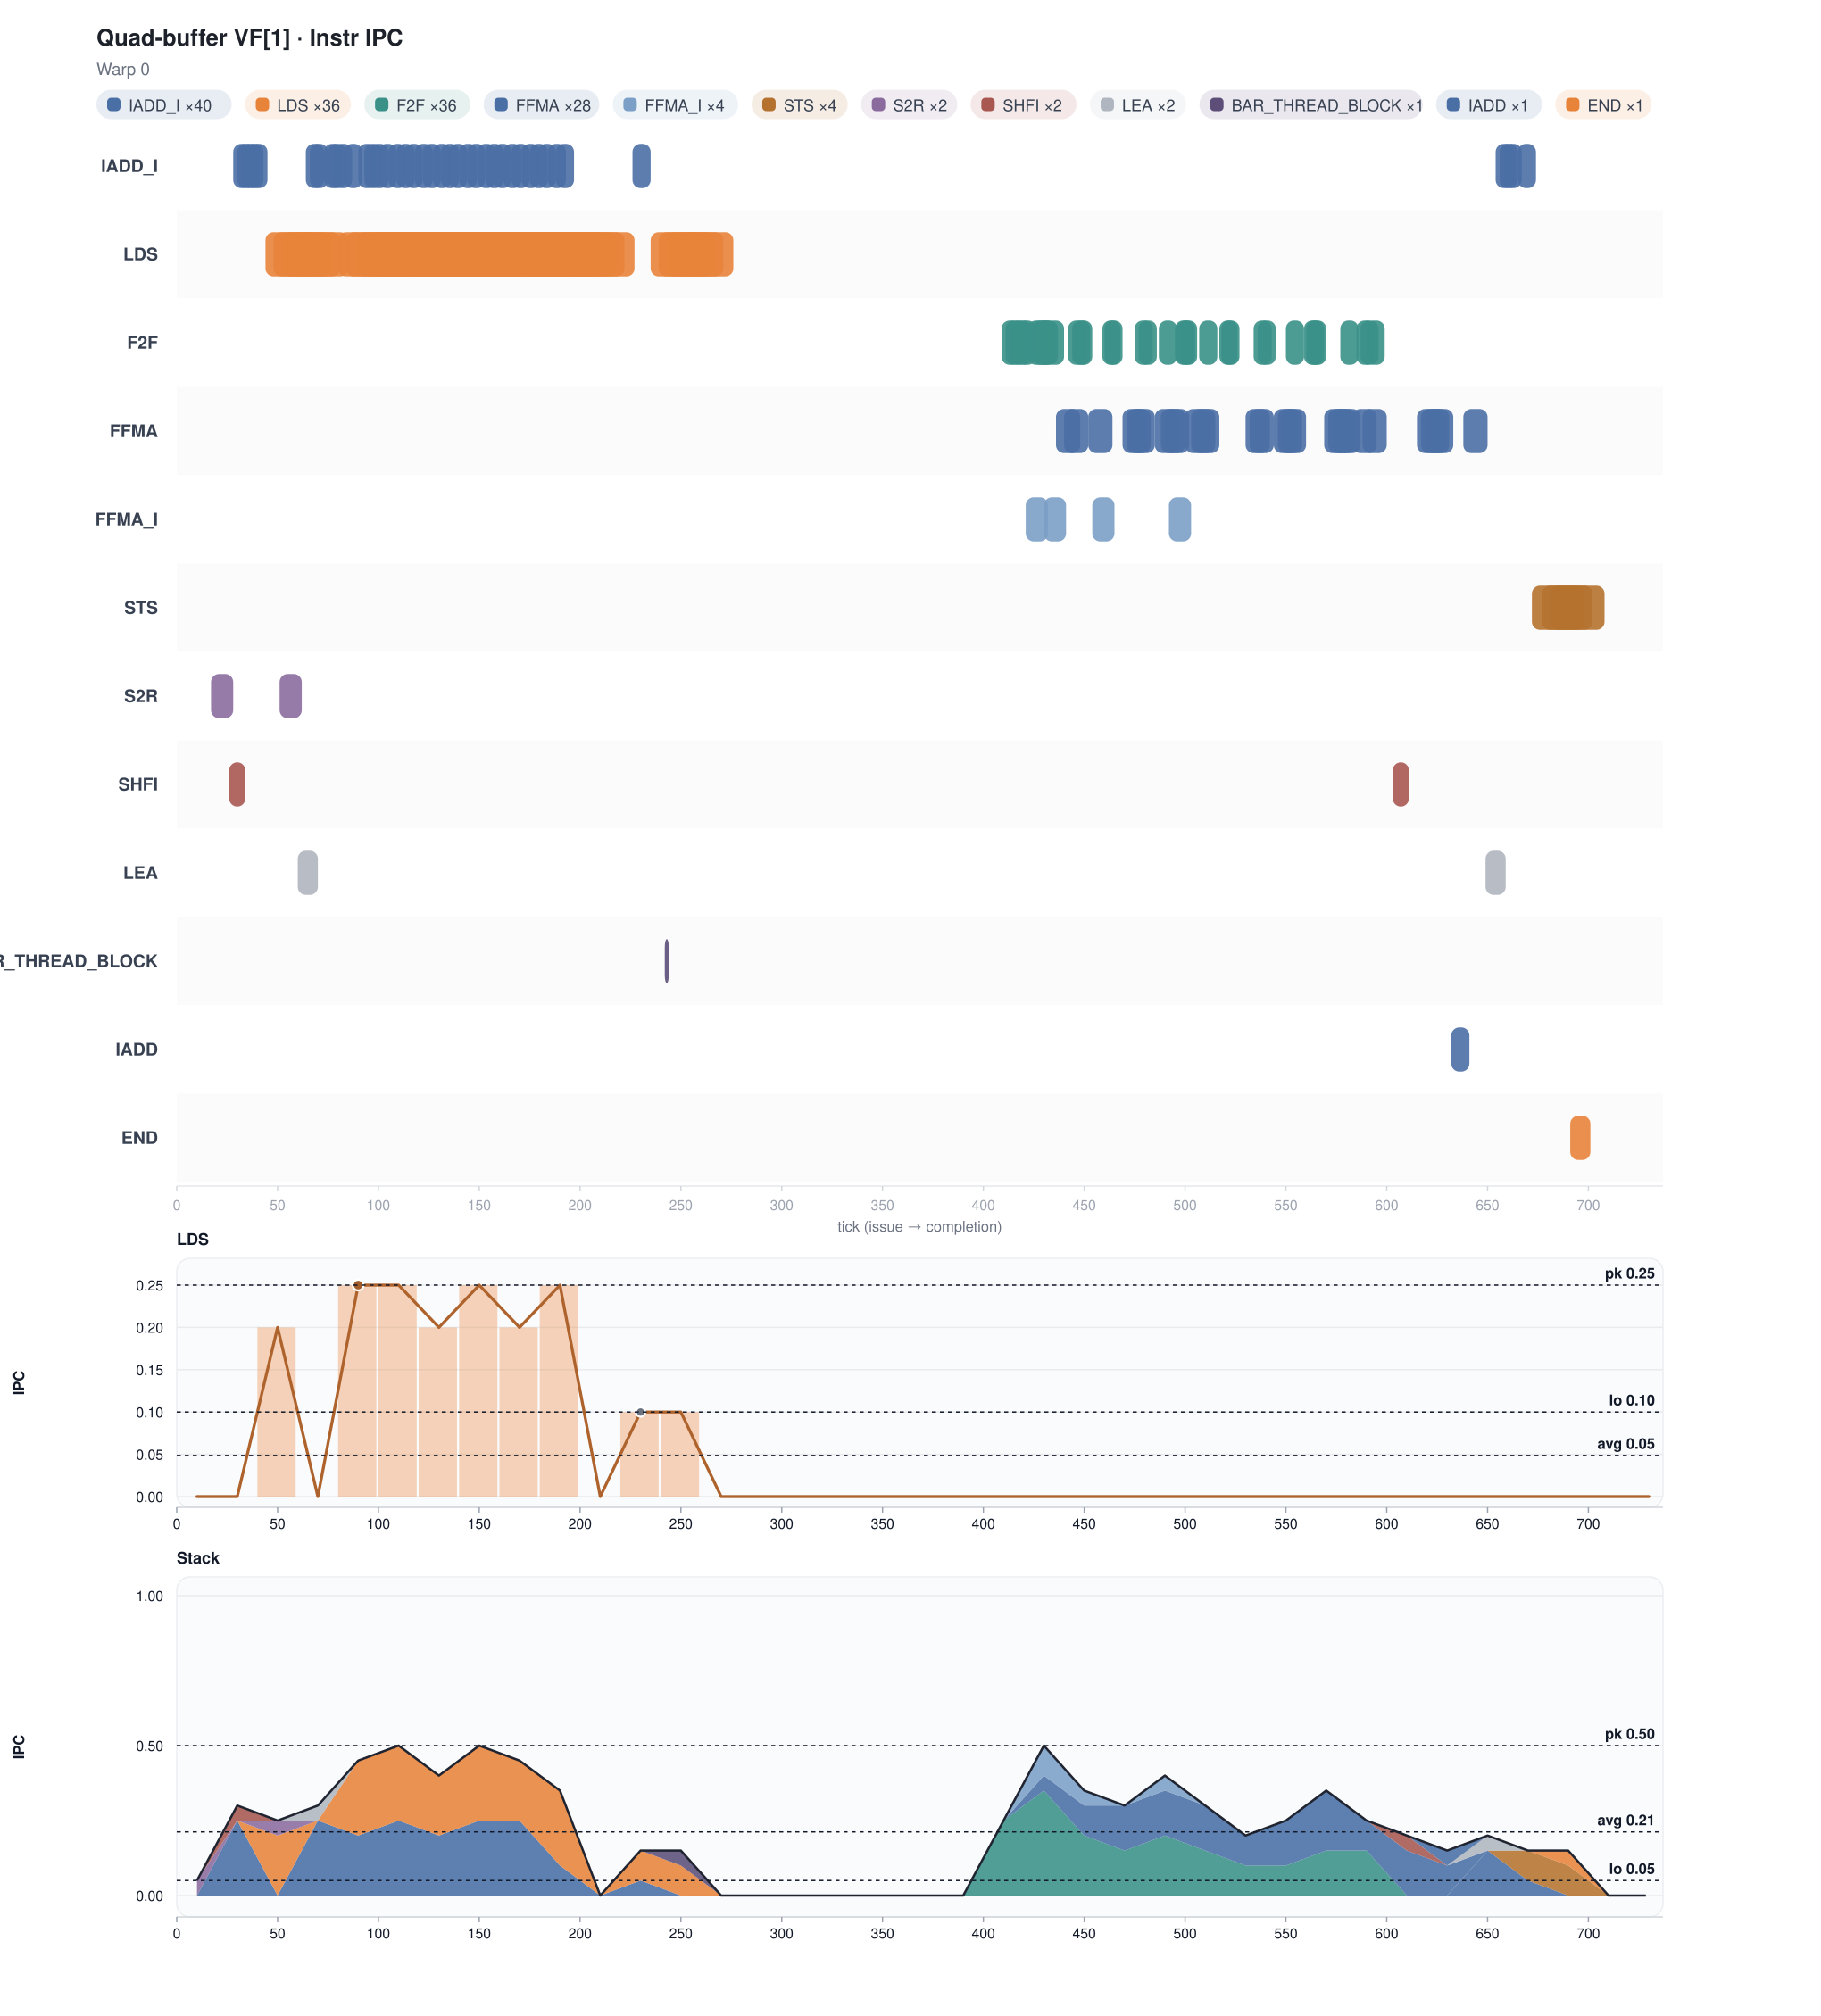 Quad-buffer VF[1] · Instr IPC
Warp 0
IADD_I ×40 LDS ×36 F2F ×36 FFMA ×28 FFMA_I ×4 STS ×4 S2R ×2 SHFI ×2 LEA ×2 BAR_THREAD_BLOCK ×1 IADD ×1 END ×1
IADD_I
LDS
F2F
FFMA
FFMA_I
STS
S2R
SHFI
LEA
R_THREAD_BLOCK
IADD
END
0 50 100 150 200 250 300 350 400 450 500 550 600 650 700
tick (issue → completion)
LDS
IPC
0.25
0.20
0.15
0.10
0.05
0.00
pk 0.25
lo 0.10
avg 0.05
0 50 100 150 200 250 300 350 400 450 500 550 600 650 700
Stack
IPC
1.00
0.50
0.00
pk 0.50
avg 0.21
lo 0.05
0 50 100 150 200 250 300 350 400 450 500 550 600 650 700